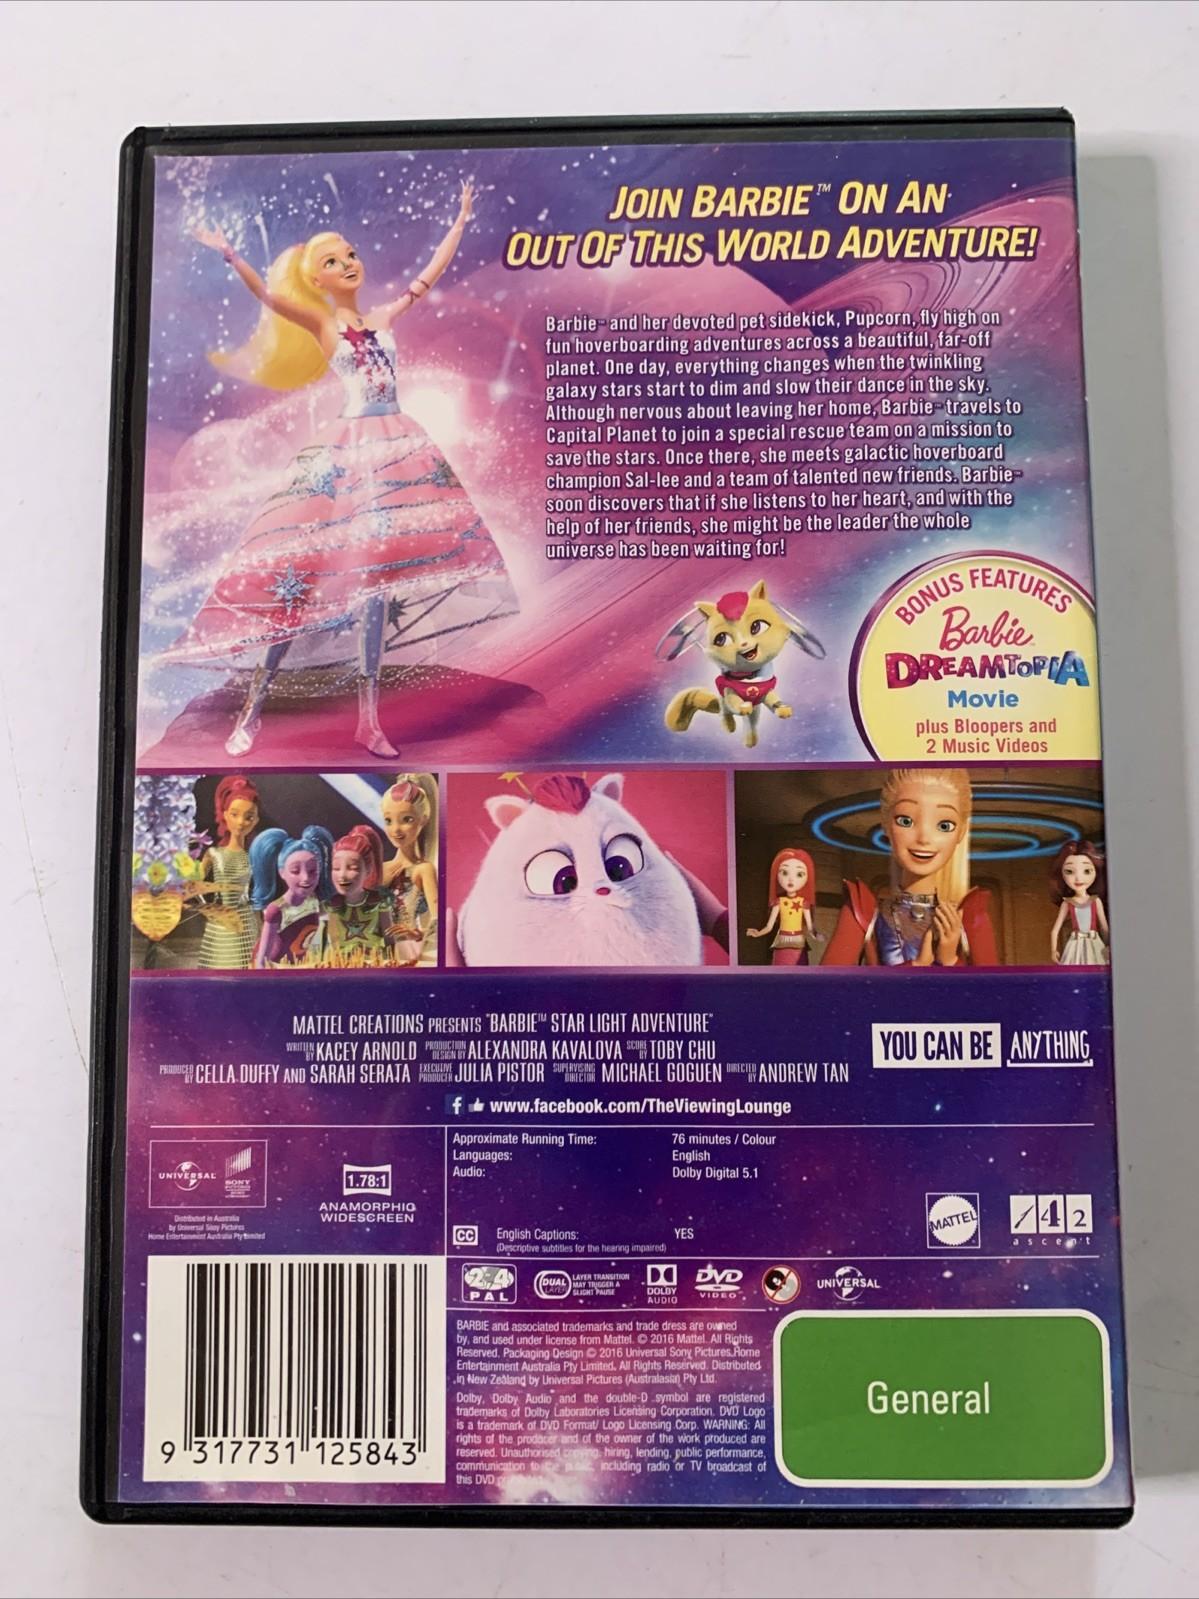 JOIN BARBIE™ ON AN
OUT OF THIS WORLD ADVENTURE!
Barbie™ and her devoted pet sidekick, Pupcorn, fly high on
fun hoverboarding adventures across a beautiful, far-off
planet. One day, everything changes when the twinkling
galaxy stars start to dim and slow their dance in the sky.
Although nervous about leaving her home, Barbie™ travels to
Capital Planet to join a special rescue team on a mission to
save the stars. Once there, she meets galactic hoverboard
champion Sal-lee and a team of talented new friends. Barbie™
soon discovers that if she listens to her heart, and with the
help of her friends, she might be the leader the whole
universe has been waiting for!
BONUS FEATURES
Barbie™
DREAMTOPIA
Movie
plus Bloopers and
2 Music Videos
MATTEL CREATIONS PRESENTS "BARBIE™ STAR LIGHT ADVENTURE"
WRITTEN BY KACEY ARNOLD PRODUCTION DESIGN BY ALEXANDRA KAVALOVA SCORE BY TOBY CHU
PRODUCED BY CELLA DUFFY AND SARAH SERATA EXECUTIVE PRODUCER JULIA PISTOR SUPERVISING DIRECTOR MICHAEL GOGUEN DIRECTED BY ANDREW TAN
YOU CAN BE ANYTHING
www.facebook.com/TheViewingLounge
UNIVERSAL
SONY
Distributed in Australia
by Universal Sony Pictures
Home Entertainment Australia Pty Limited
1.78:1
ANAMORPHIC
WIDESCREEN
Approximate Running Time: 76 minutes / Colour
Languages: English
Audio: Dolby Digital 5.1
CC English Captions: YES
(Descriptive subtitles for the hearing impaired)
MATTEL
42
ascent
2 4
PAL
DUAL LAYER
LAYER TRANSITION
MAY TRIGGER A
SLIGHT PAUSE
DOLBY
AUDIO
DVD
VIDEO
UNIVERSAL
BARBIE and associated trademarks and trade dress are owned
by, and used under license from Mattel. © 2016 Mattel. All Rights
Reserved. Packaging Design © 2016 Universal Sony Pictures Home
Entertainment Australia Pty Limited. All Rights Reserved. Distributed
in New Zealand by Universal Pictures (Australasia) Pty Ltd.
Dolby, Dolby Audio and the double-D symbol are registered
trademarks of Dolby Laboratories Licensing Corporation. DVD Logo
is a trademark of DVD Format/ Logo Licensing Corp. WARNING: All
rights of the producer and of the owner of the work produced are
reserved. Unauthorised copying, hiring, lending, public performance,
communication to the public, including radio or TV broadcast of
this DVD
General
9 317731 125843